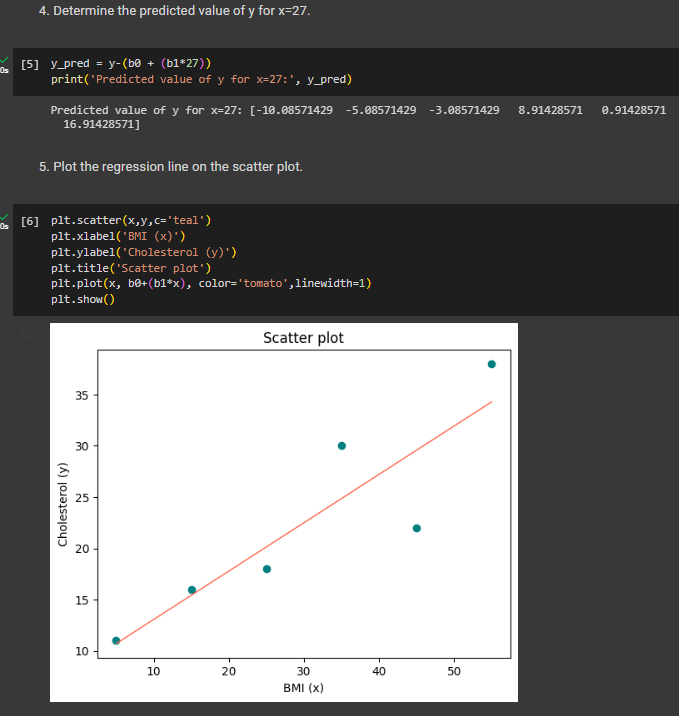 4. Determine the predicted value of y for x=27.
0s
[5] y_pred = y-(b0 + (b1*27))
print('Predicted value of y for x=27:', y_pred)
Predicted value of y for x=27: [-10.08571429 -5.08571429 -3.08571429 8.91428571 0.91428571
16.91428571]
5. Plot the regression line on the scatter plot.
0s
[6] plt.scatter(x,y,c='teal')
plt.xlabel('BMI (x)')
plt.ylabel('Cholesterol (y)')
plt.title('Scatter plot')
plt.plot(x, b0+(b1*x), color='tomato',linewidth=1)
plt.show()
Scatter plot
35
30
25
20
15
10
Cholesterol (y)
10 20 30 40 50
BMI (x)